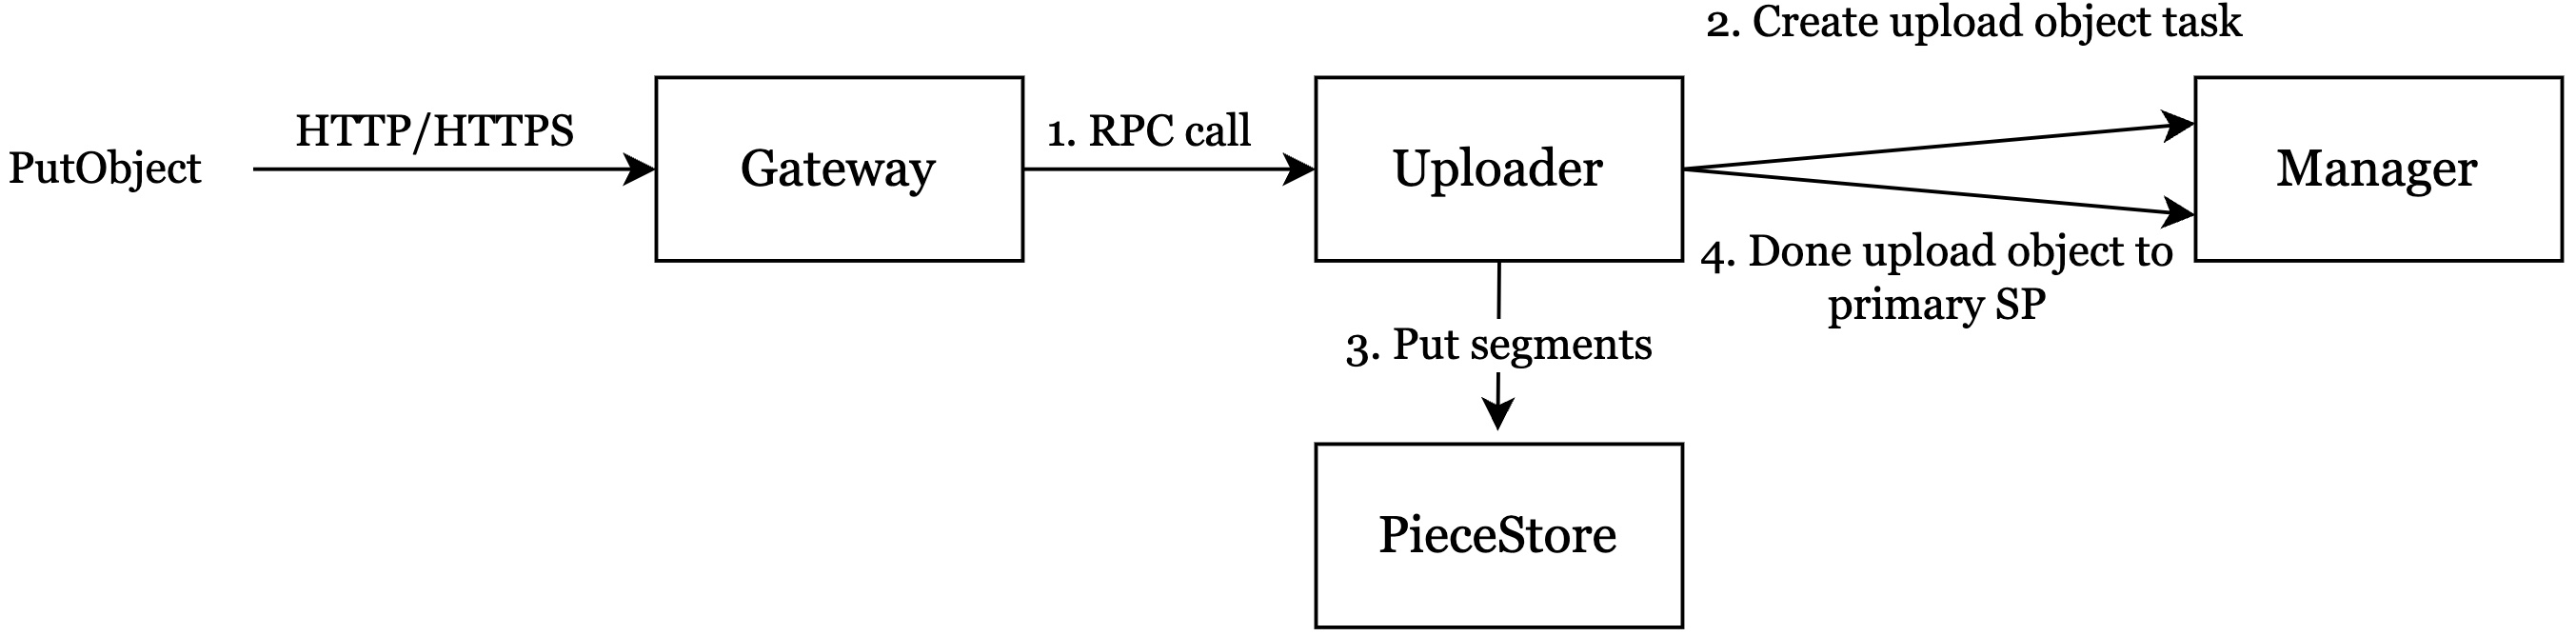 PutObject
HTTP/HTTPS
Gateway
1. RPC call
Uploader
2. Create upload object task
Manager
4. Done upload object to
primary SP
3. Put segments
PieceStore